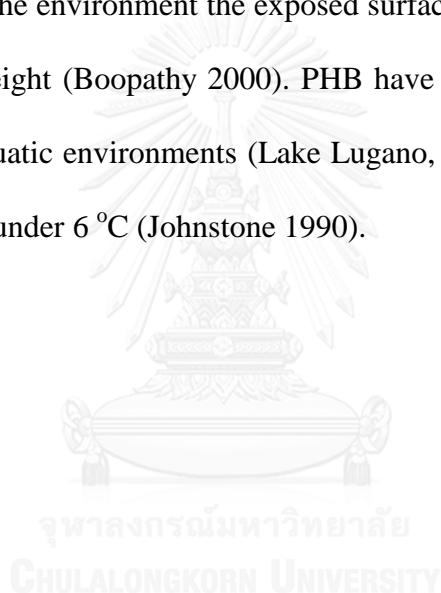 he environment the exposed surfac
eight (Boopathy 2000). PHB have
uatic environments (Lake Lugano,
under 6 °C (Johnstone 1990).
จุฬาลงกรณ์มหาวิทยาลัย
CHULALONGKORN UNIVERSITY